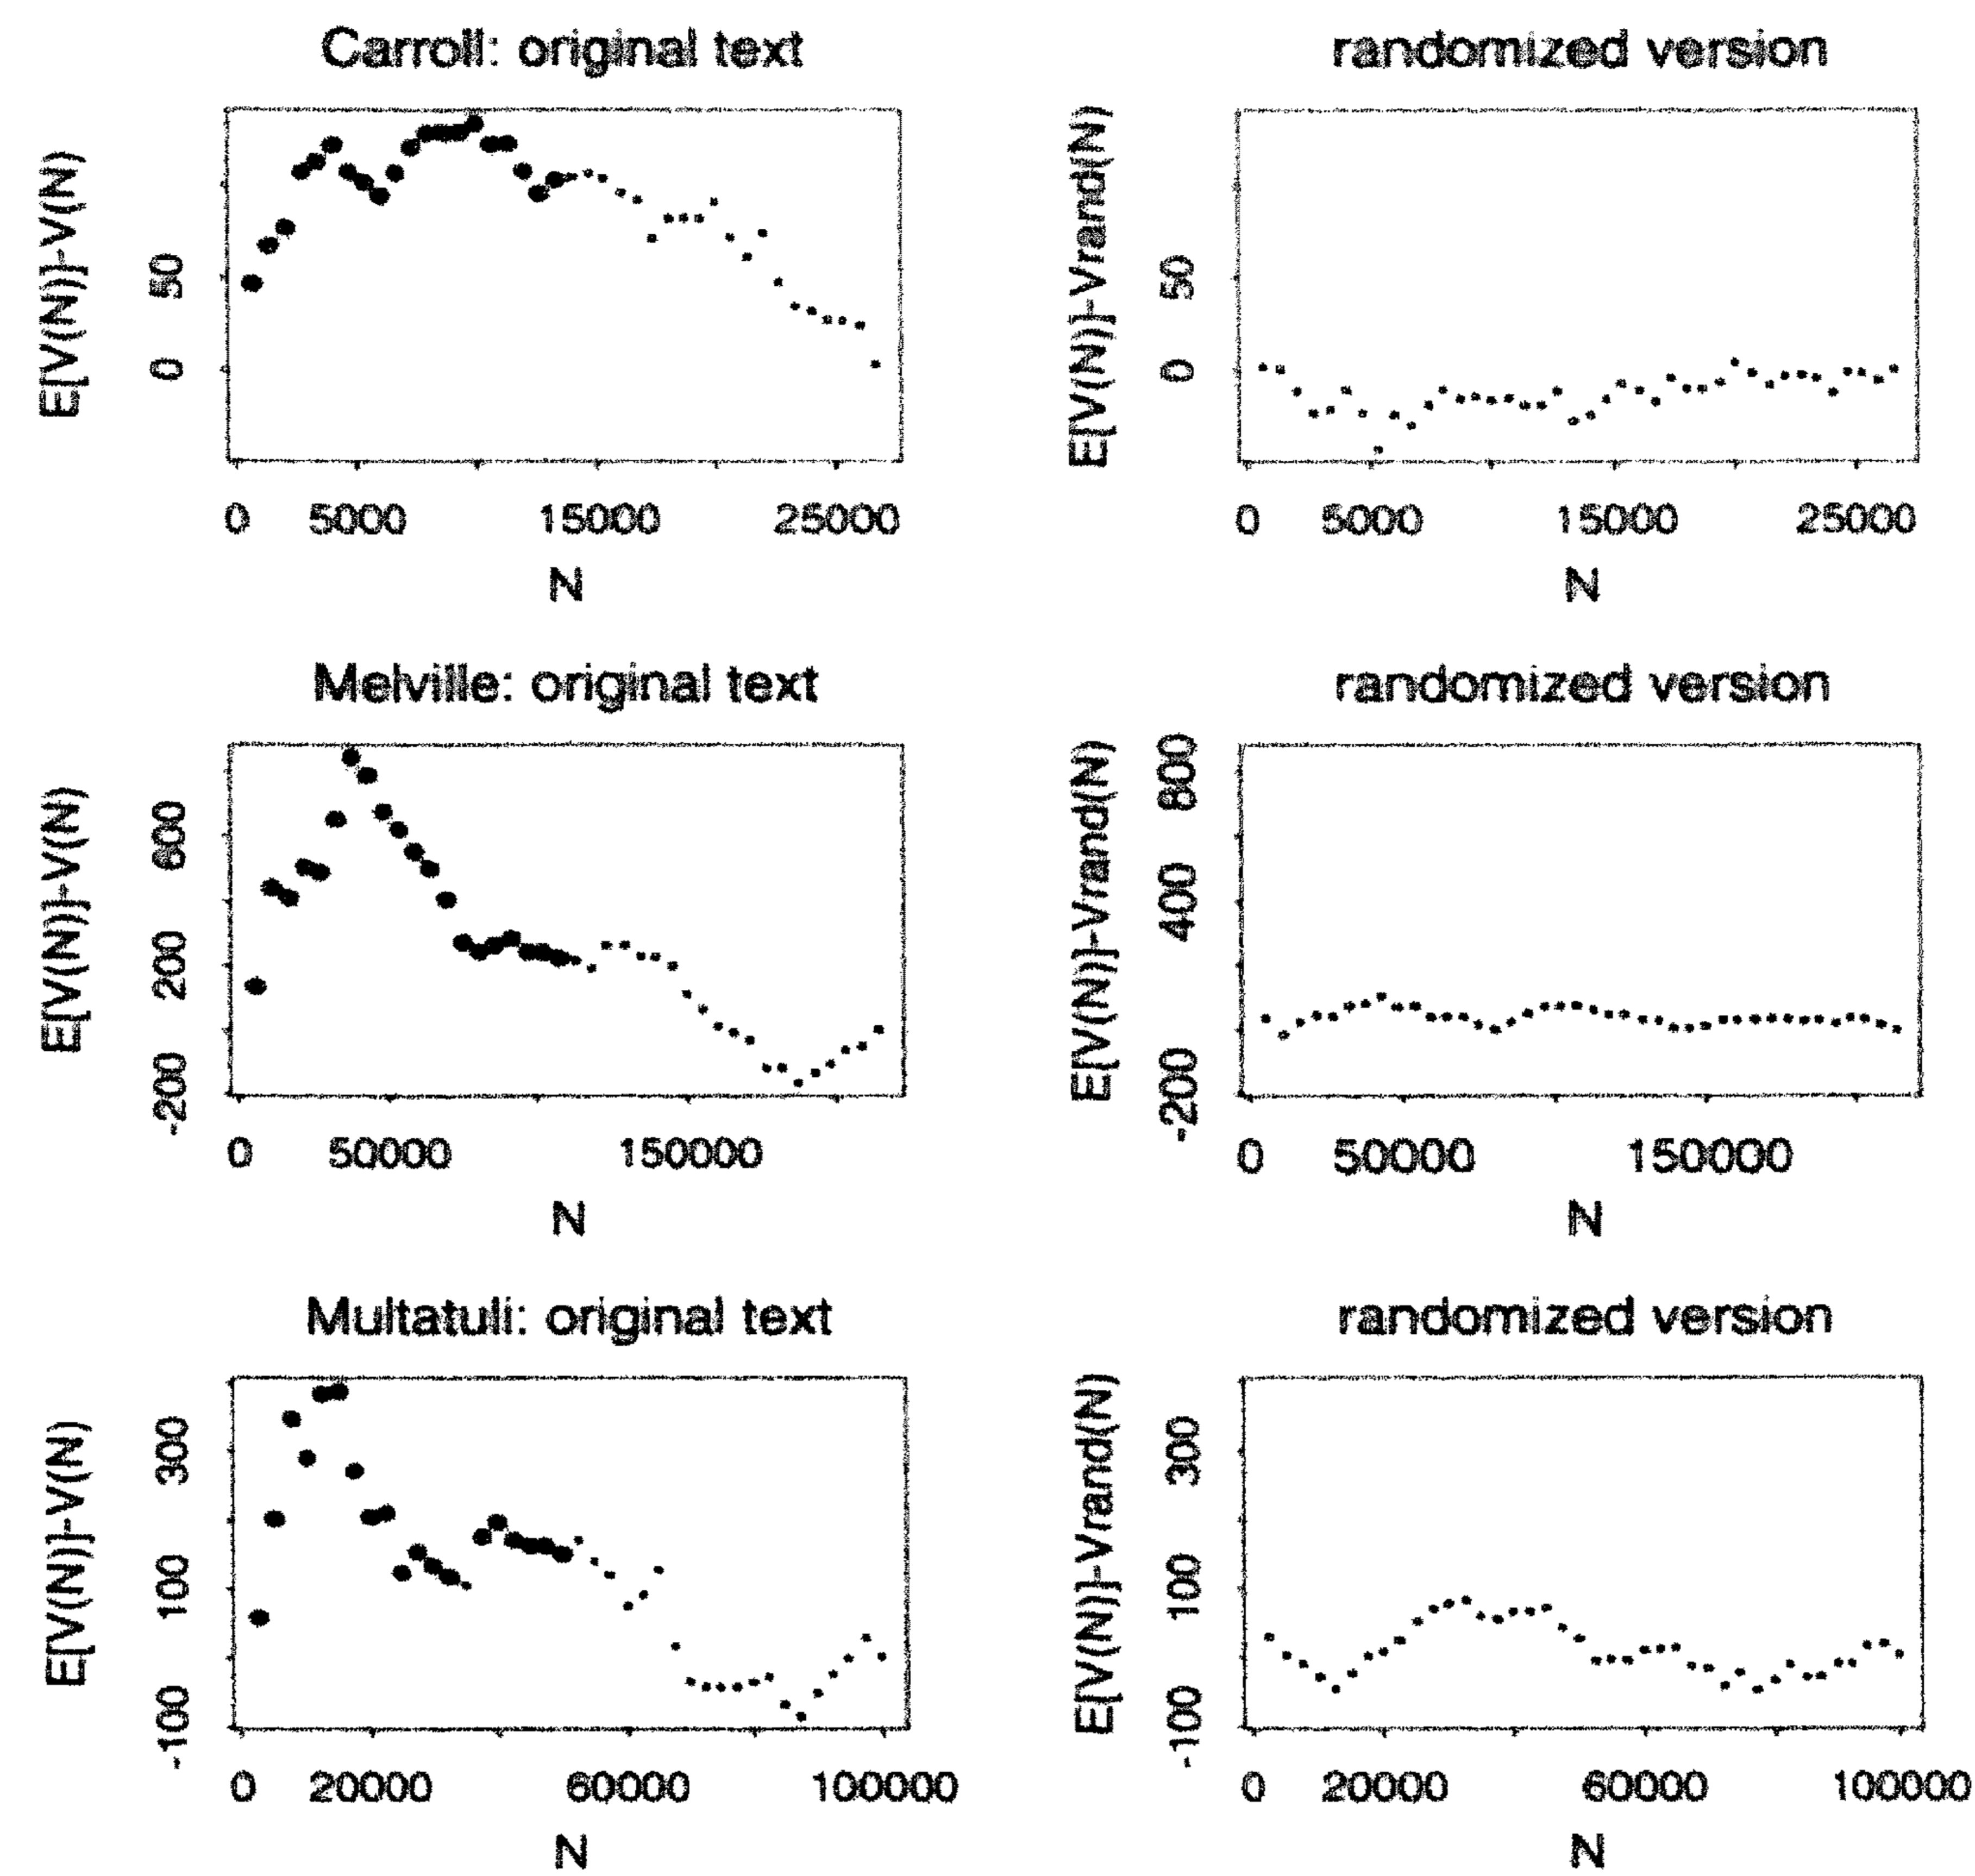 Carroll: original text
E[V(N)]-V(N)
50
0
0 5000 15000 25000
N
randomized version
E[V(N)]-Vrand(N)
50
0
0 5000 15000 25000
N
Melville: original text
E[V(N)]-V(N)
600
200
-200
0 50000 150000
N
randomized version
E[V(N)]-Vrand(N)
800
400
-200
0 50000 150000
N
Multatuli: original text
E[V(N)]-V(N)
300
100
-100
0 20000 60000 100000
N
randomized version
E[V(N)]-Vrand(N)
300
100
-100
0 20000 60000 100000
N